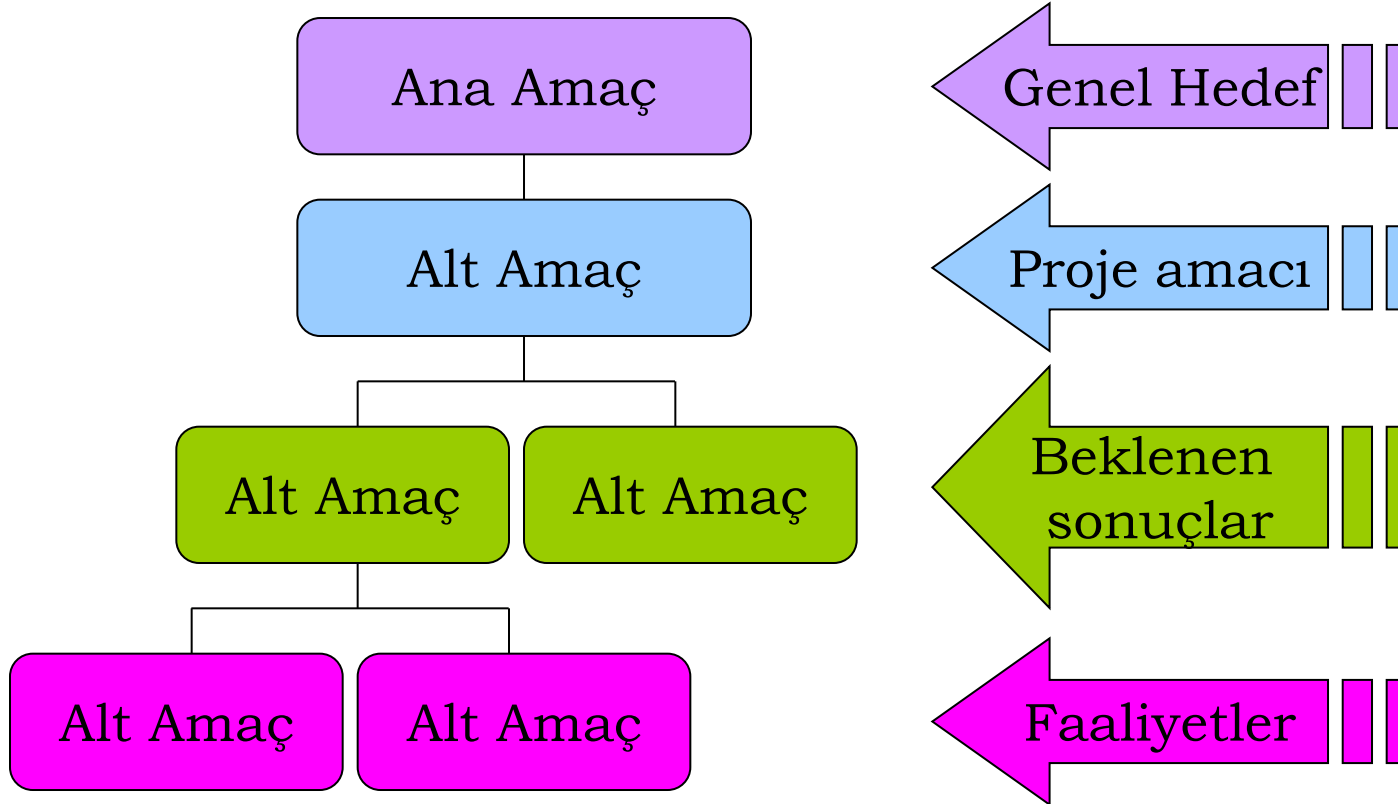 Ana Amaç
Genel Hedef
Alt Amaç
Proje amacı
Alt Amaç
Alt Amaç
Beklenen
sonuçlar
Alt Amaç
Alt Amaç
Faaliyetler